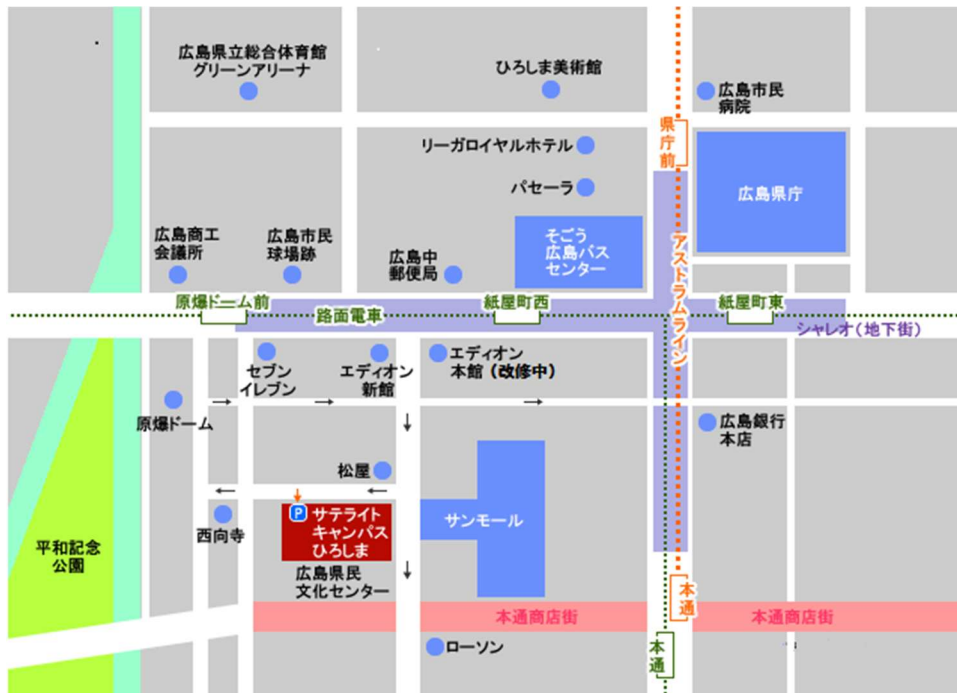 広島県立総合体育館
グリーンアリーナ
ひろしま美術館
広島市民
病院
県庁前
リーガロイヤルホテル
パセーラ
広島県庁
広島商工
会議所
広島市民
球場跡
広島中
郵便局
そごう
広島バス
センター
アストラムライン
原爆ドーム前
路面電車
紙屋町西
紙屋町東
シャレオ(地下街)
セブン
イレブン
エディオン
新館
エディオン
本館(改修中)
原爆ドーム
広島銀行
本店
松屋
P
サテライト
キャンパス
ひろしま
サンモール
西向寺
平和記念
公園
広島県民
文化センター
本通
本通商店街
本通商店街
ローソン
本通